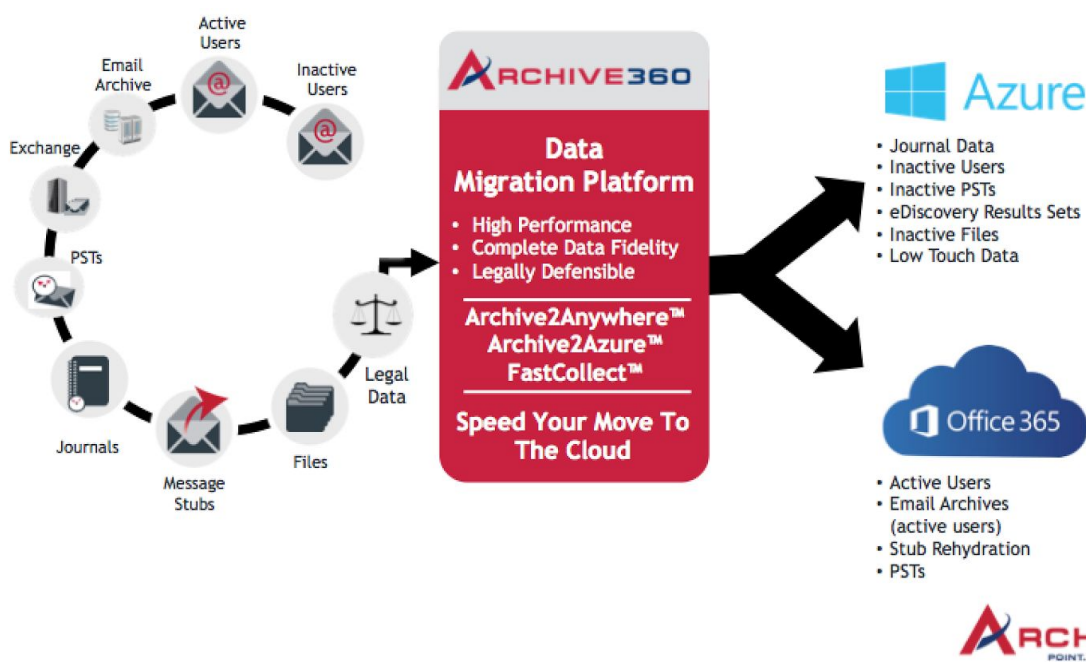 Active
Users
Email
Archive
Inactive
Users
Exchange
PSTs
Journals
Message
Stubs
Files
Legal
Data
ARCHIVE360
Data
Migration Platform
• High Performance
• Complete Data Fidelity
• Legally Defensible
Archive2Anywhere™
Archive2Azure™
FastCollect™
Speed Your Move To
The Cloud
Azure
• Journal Data
• Inactive Users
• Inactive PSTs
• eDiscovery Results Sets
• Inactive Files
• Low Touch Data
Office 365
• Active Users
• Email Archives
(active users)
• Stub Rehydration
• PSTs
ARCH
POINT.